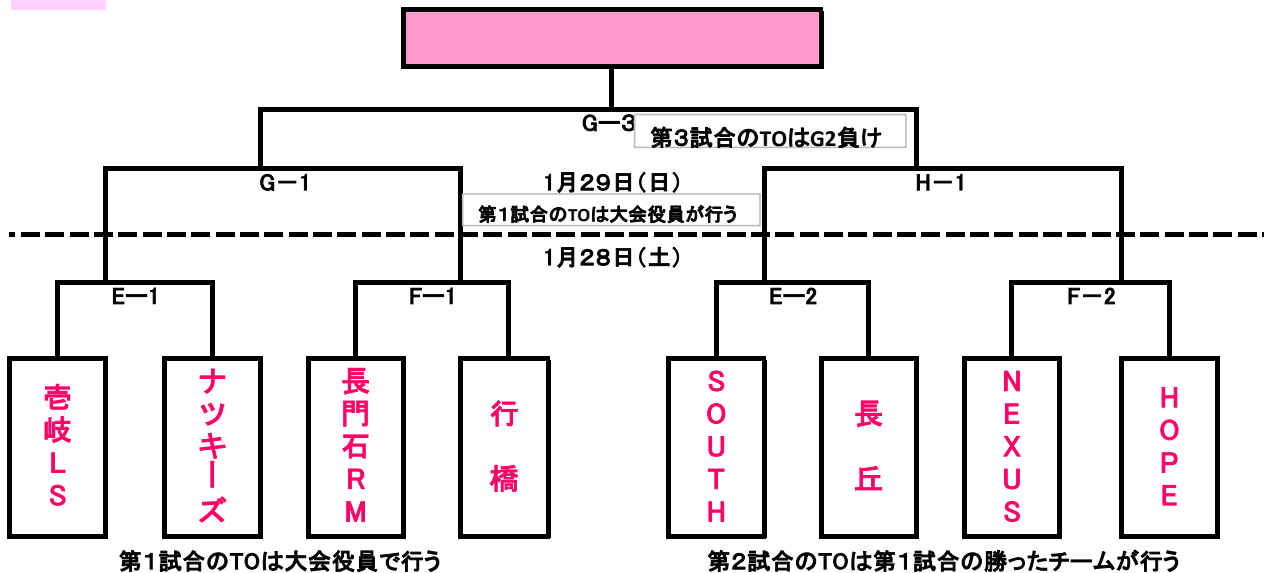 G－3
第3試合のTOはG2負け
G－1
1月29日(日)
H－1
第1試合のTOは大会役員が行う
1月28日(土)
E－1
F－1
E－2
F－2
壱岐LS
ナツキーズ
長門石RM
行橋
SOUTH
長丘
NEXUS
HOPE
第1試合のTOは大会役員で行う
第2試合のTOは第1試合の勝ったチームが行う